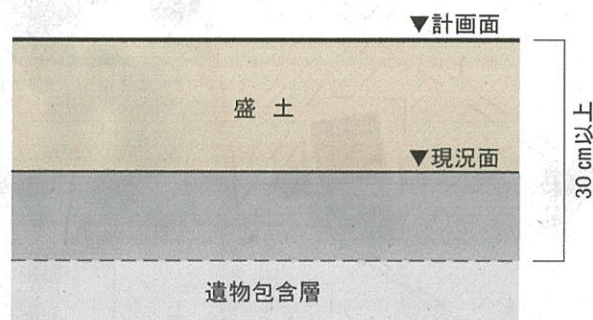 ▼計画面
盛 土
▼現況面
30㎝以上
遺物包含層